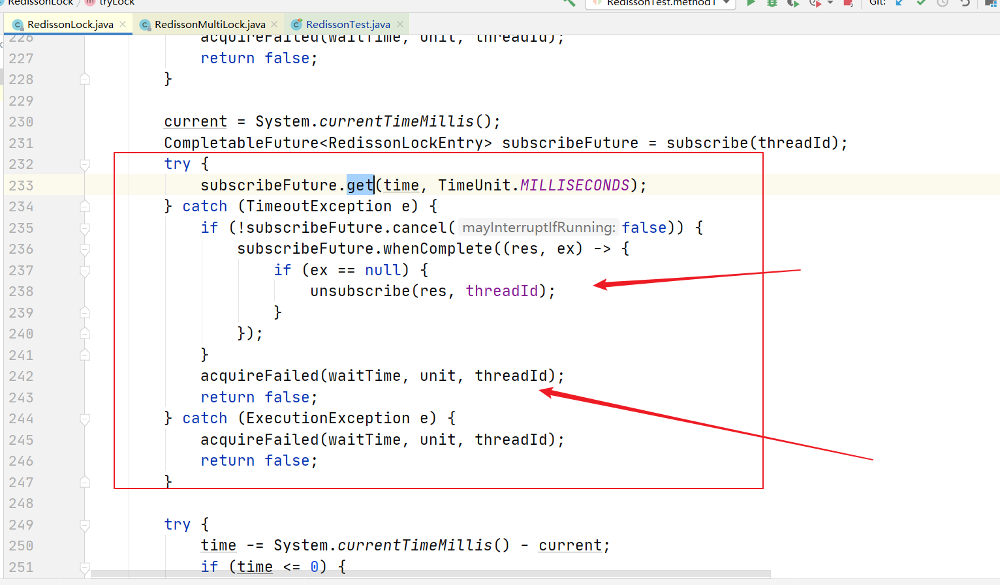 RedissonLock / tryLock
RedissonTest.method1 Git:
RedissonLock.java RedissonMultiLock.java RedissonTest.java
226 acquireFailed(waitTime, unit, threadId);
227 return false;
228 }
229
230 current = System.currentTimeMillis();
231 CompletableFuture<RedissonLockEntry> subscribeFuture = subscribe(threadId);
232 try {
233 subscribeFuture.get(time, TimeUnit.MILLISECONDS);
234 } catch (TimeoutException e) {
235 if (!subscribeFuture.cancel( mayInterruptIfRunning: false)) {
236 subscribeFuture.whenComplete((res, ex) -> {
237 if (ex == null) {
238 unsubscribe(res, threadId);
239 }
240 });
241 }
242 acquireFailed(waitTime, unit, threadId);
243 return false;
244 } catch (ExecutionException e) {
245 acquireFailed(waitTime, unit, threadId);
246 return false;
247 }
248
249 try {
250 time -= System.currentTimeMillis() - current;
251 if (time <= 0) {